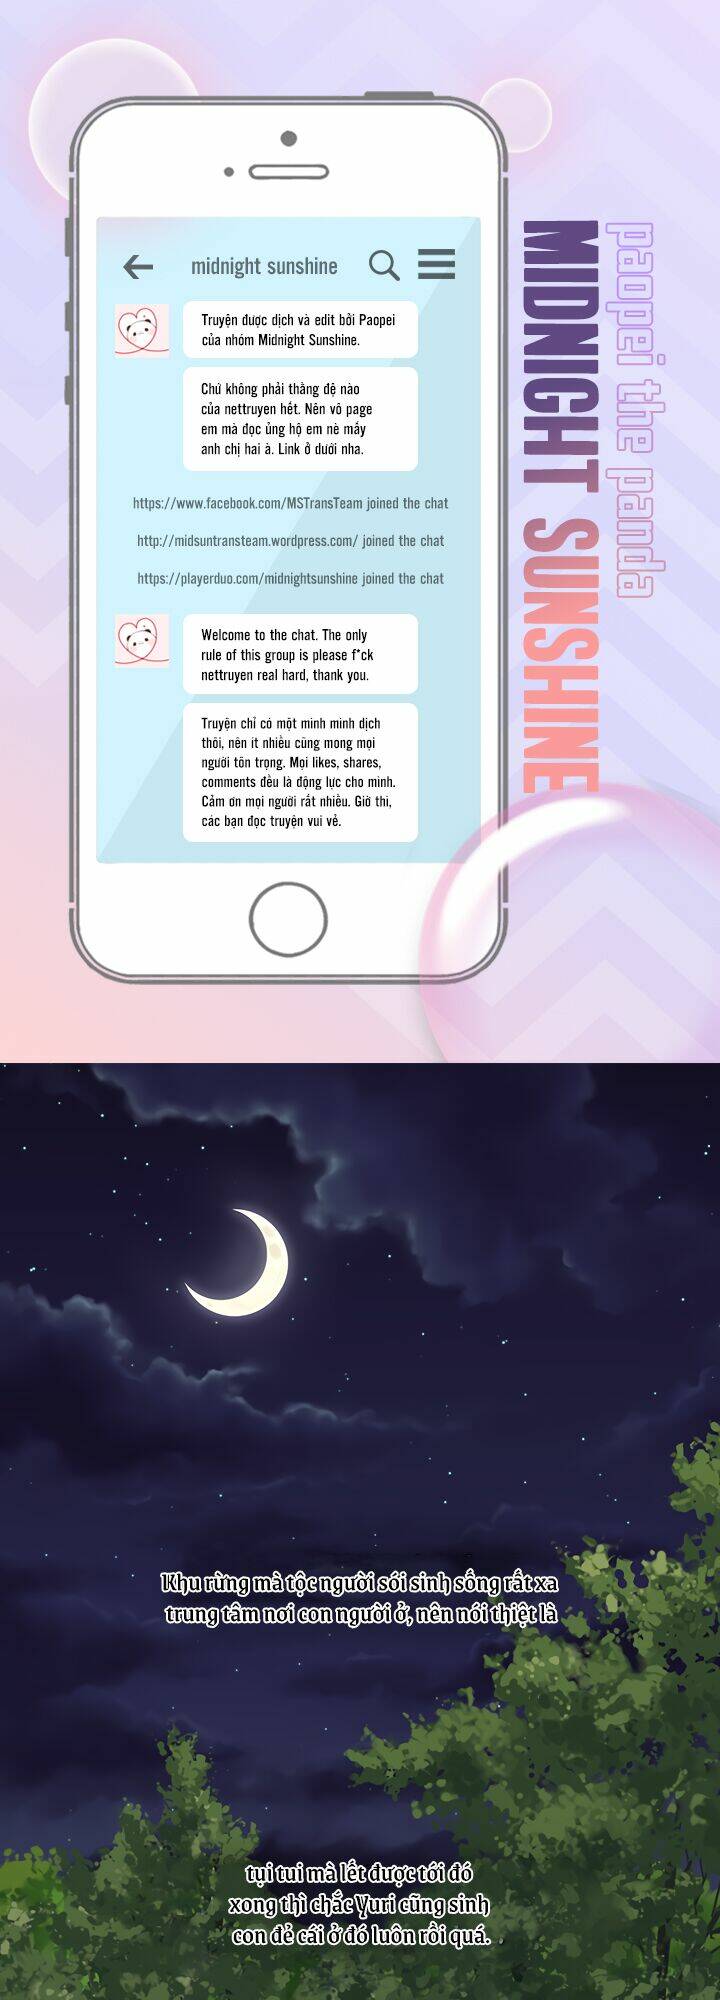 midnight sunshine
Truyện được dịch và edit bởi Paopei
của nhóm Midnight Sunshine.
Chứ không phải thằng đệ nào
của nettruyen hết. Nên vô page
em mà đọc ủng hộ em nè mấy
anh chị hai à. Link ở dưới nha.
https://www.facebook.com/MSTransTeam joined the chat
http://midsuntransteam.wordpress.com/ joined the chat
https://playerduo.com/midnightsunshine joined the chat
Welcome to the chat. The only
rule of this group is please f*ck
nettruyen real hard, thank you.
Truyện chỉ có một mình mình dịch
thôi, nên ít nhiều cũng mong mọi
người tôn trọng. Mọi likes, shares,
comments đều là động lực cho mình.
Cảm ơn mọi người rất nhiều. Giờ thì,
các bạn đọc truyện vui vẻ.
paopei the panda
MIDNIGHT SUNSHINE
Khu rừng mà tộc người sói sinh sống rất xa
trung tâm nơi con người ở, nên nói thiệt là
tụi tui mà lết được tới đó
xong thì chắc Yuri cũng sinh
con đẻ cái ở đó luôn rồi quá.